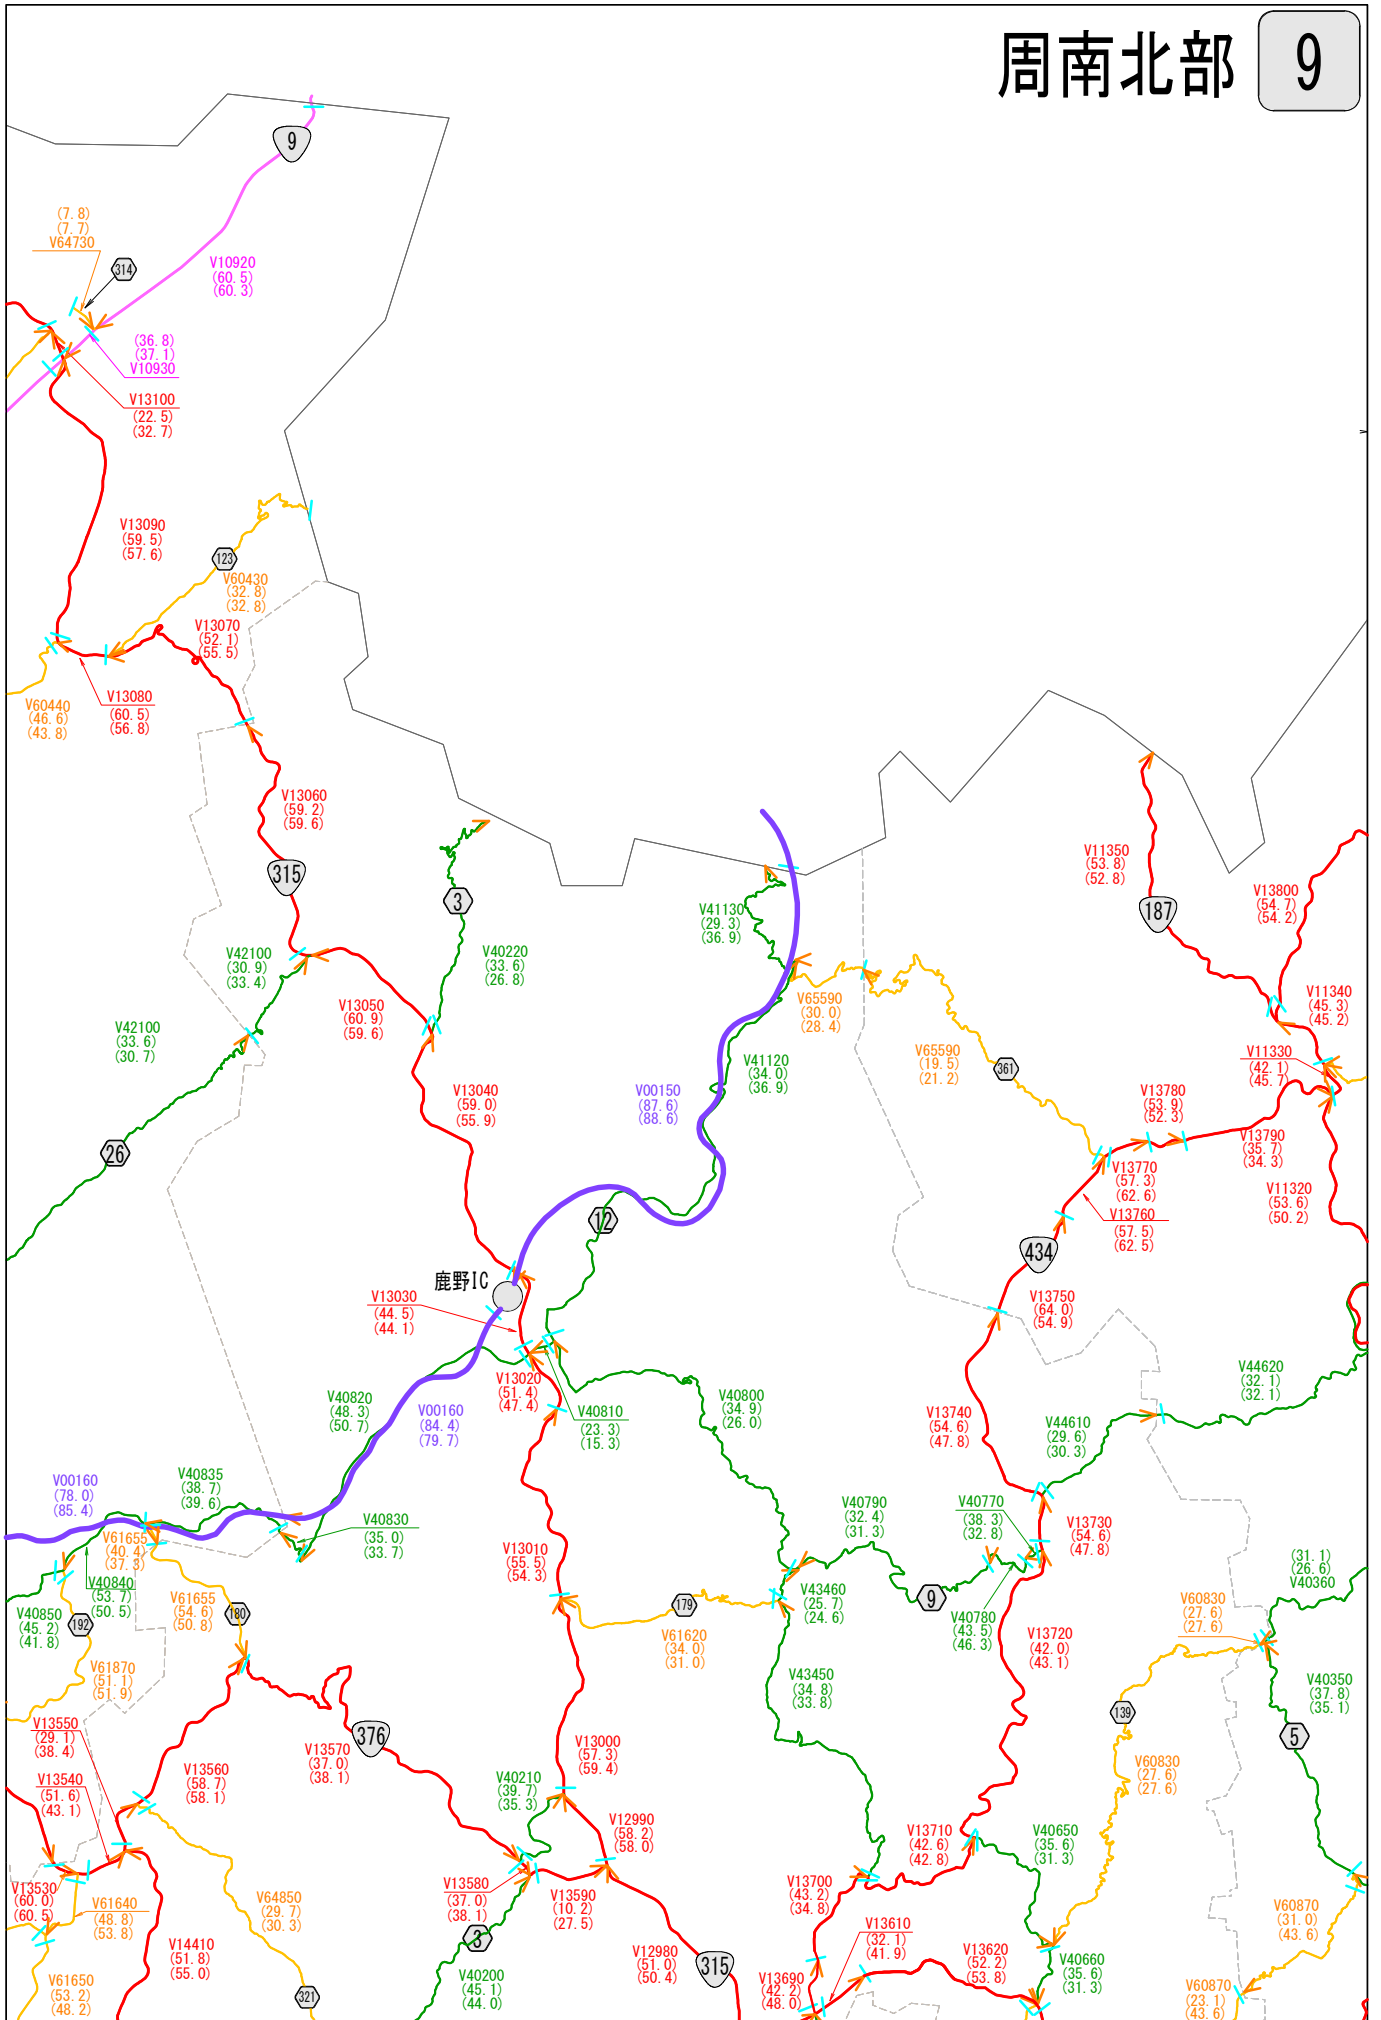 周南北部 9
9
(7.8)
(7.7)
V64730
314
V10920
(60.5)
(60.3)
(36.8)
(37.1)
V10930
V13100
(22.5)
(32.7)
V13090
(59.5)
(57.6)
123
V60430
(32.8)
(32.8)
V13070
(52.1)
(55.5)
V13080
(60.5)
(56.8)
V60440
(46.6)
(43.8)
V13060
(59.2)
(59.6)
315
3
V11350
(53.8)
(52.8)
V13800
(54.7)
(54.2)
187
V41130
(29.3)
(36.9)
V42100
(30.9)
(33.4)
V40220
(33.6)
(26.8)
V13050
(60.9)
(59.6)
V65590
(30.0)
(28.4)
V11340
(45.3)
(45.2)
V42100
(33.6)
(30.7)
V65590
(19.5)
(21.2)
361
V11330
(42.1)
(45.7)
V41120
(34.0)
(36.9)
V13040
(59.0)
(55.9)
V00150
(87.6)
(88.6)
V13780
(53.9)
(52.3)
26
V13790
(35.7)
(34.3)
V13770
(57.3)
(62.6)
V11320
(53.6)
(50.2)
V13760
(57.5)
(62.5)
12
434
鹿野IC
V13030
(44.5)
(44.1)
V13750
(64.0)
(54.9)
V13020
(51.4)
(47.4)
V44620
(32.1)
(32.1)
V40820
(48.3)
(50.7)
V00160
(84.4)
(79.7)
V40810
(23.3)
(15.3)
V40800
(34.9)
(26.0)
V13740
(54.6)
(47.8)
V44610
(29.6)
(30.3)
V00160
(78.0)
(85.4)
V40835
(38.7)
(39.6)
V40830
(35.0)
(33.7)
V40790
(32.4)
(31.3)
V40770
(38.3)
(32.8)
V13730
(54.6)
(47.8)
V61655
(40.4)
(37.3)
V13010
(55.5)
(54.3)
(31.1)
(26.6)
V40360
V40840
(53.7)
(50.5)
V61655
(54.6)
(50.8)
180
179
V43460
(25.7)
(24.6)
9
V40780
(43.5)
(46.3)
V60830
(27.6)
(27.6)
V40850
(45.2)
(41.8)
192
V61620
(34.0)
(31.0)
V13720
(42.0)
(43.1)
V61870
(51.1)
(51.9)
V43450
(34.8)
(33.8)
V40350
(37.8)
(35.1)
139
5
V13550
(29.1)
(38.4)
376
V13570
(37.0)
(38.1)
V13000
(57.3)
(59.4)
V60830
(27.6)
(27.6)
V13540
(51.6)
(43.1)
V13560
(58.7)
(58.1)
V40210
(39.7)
(35.3)
V12990
(58.2)
(58.0)
V13710
(42.6)
(42.8)
V40650
(35.6)
(31.3)
V13530
(60.0)
(60.5)
V61640
(48.8)
(53.8)
V64850
(29.7)
(30.3)
V13580
(37.0)
(38.1)
V13590
(10.2)
(27.5)
V13700
(43.2)
(34.8)
V13610
(32.1)
(41.9)
V60870
(31.0)
(43.6)
V14410
(51.8)
(55.0)
3
V12980
(51.0)
(50.4)
315
V13620
(52.2)
(53.8)
V40660
(35.6)
(31.3)
V61650
(53.2)
(48.2)
321
V40200
(45.1)
(44.0)
V13690
(42.2)
(48.0)
V60870
(23.1)
(43.6)